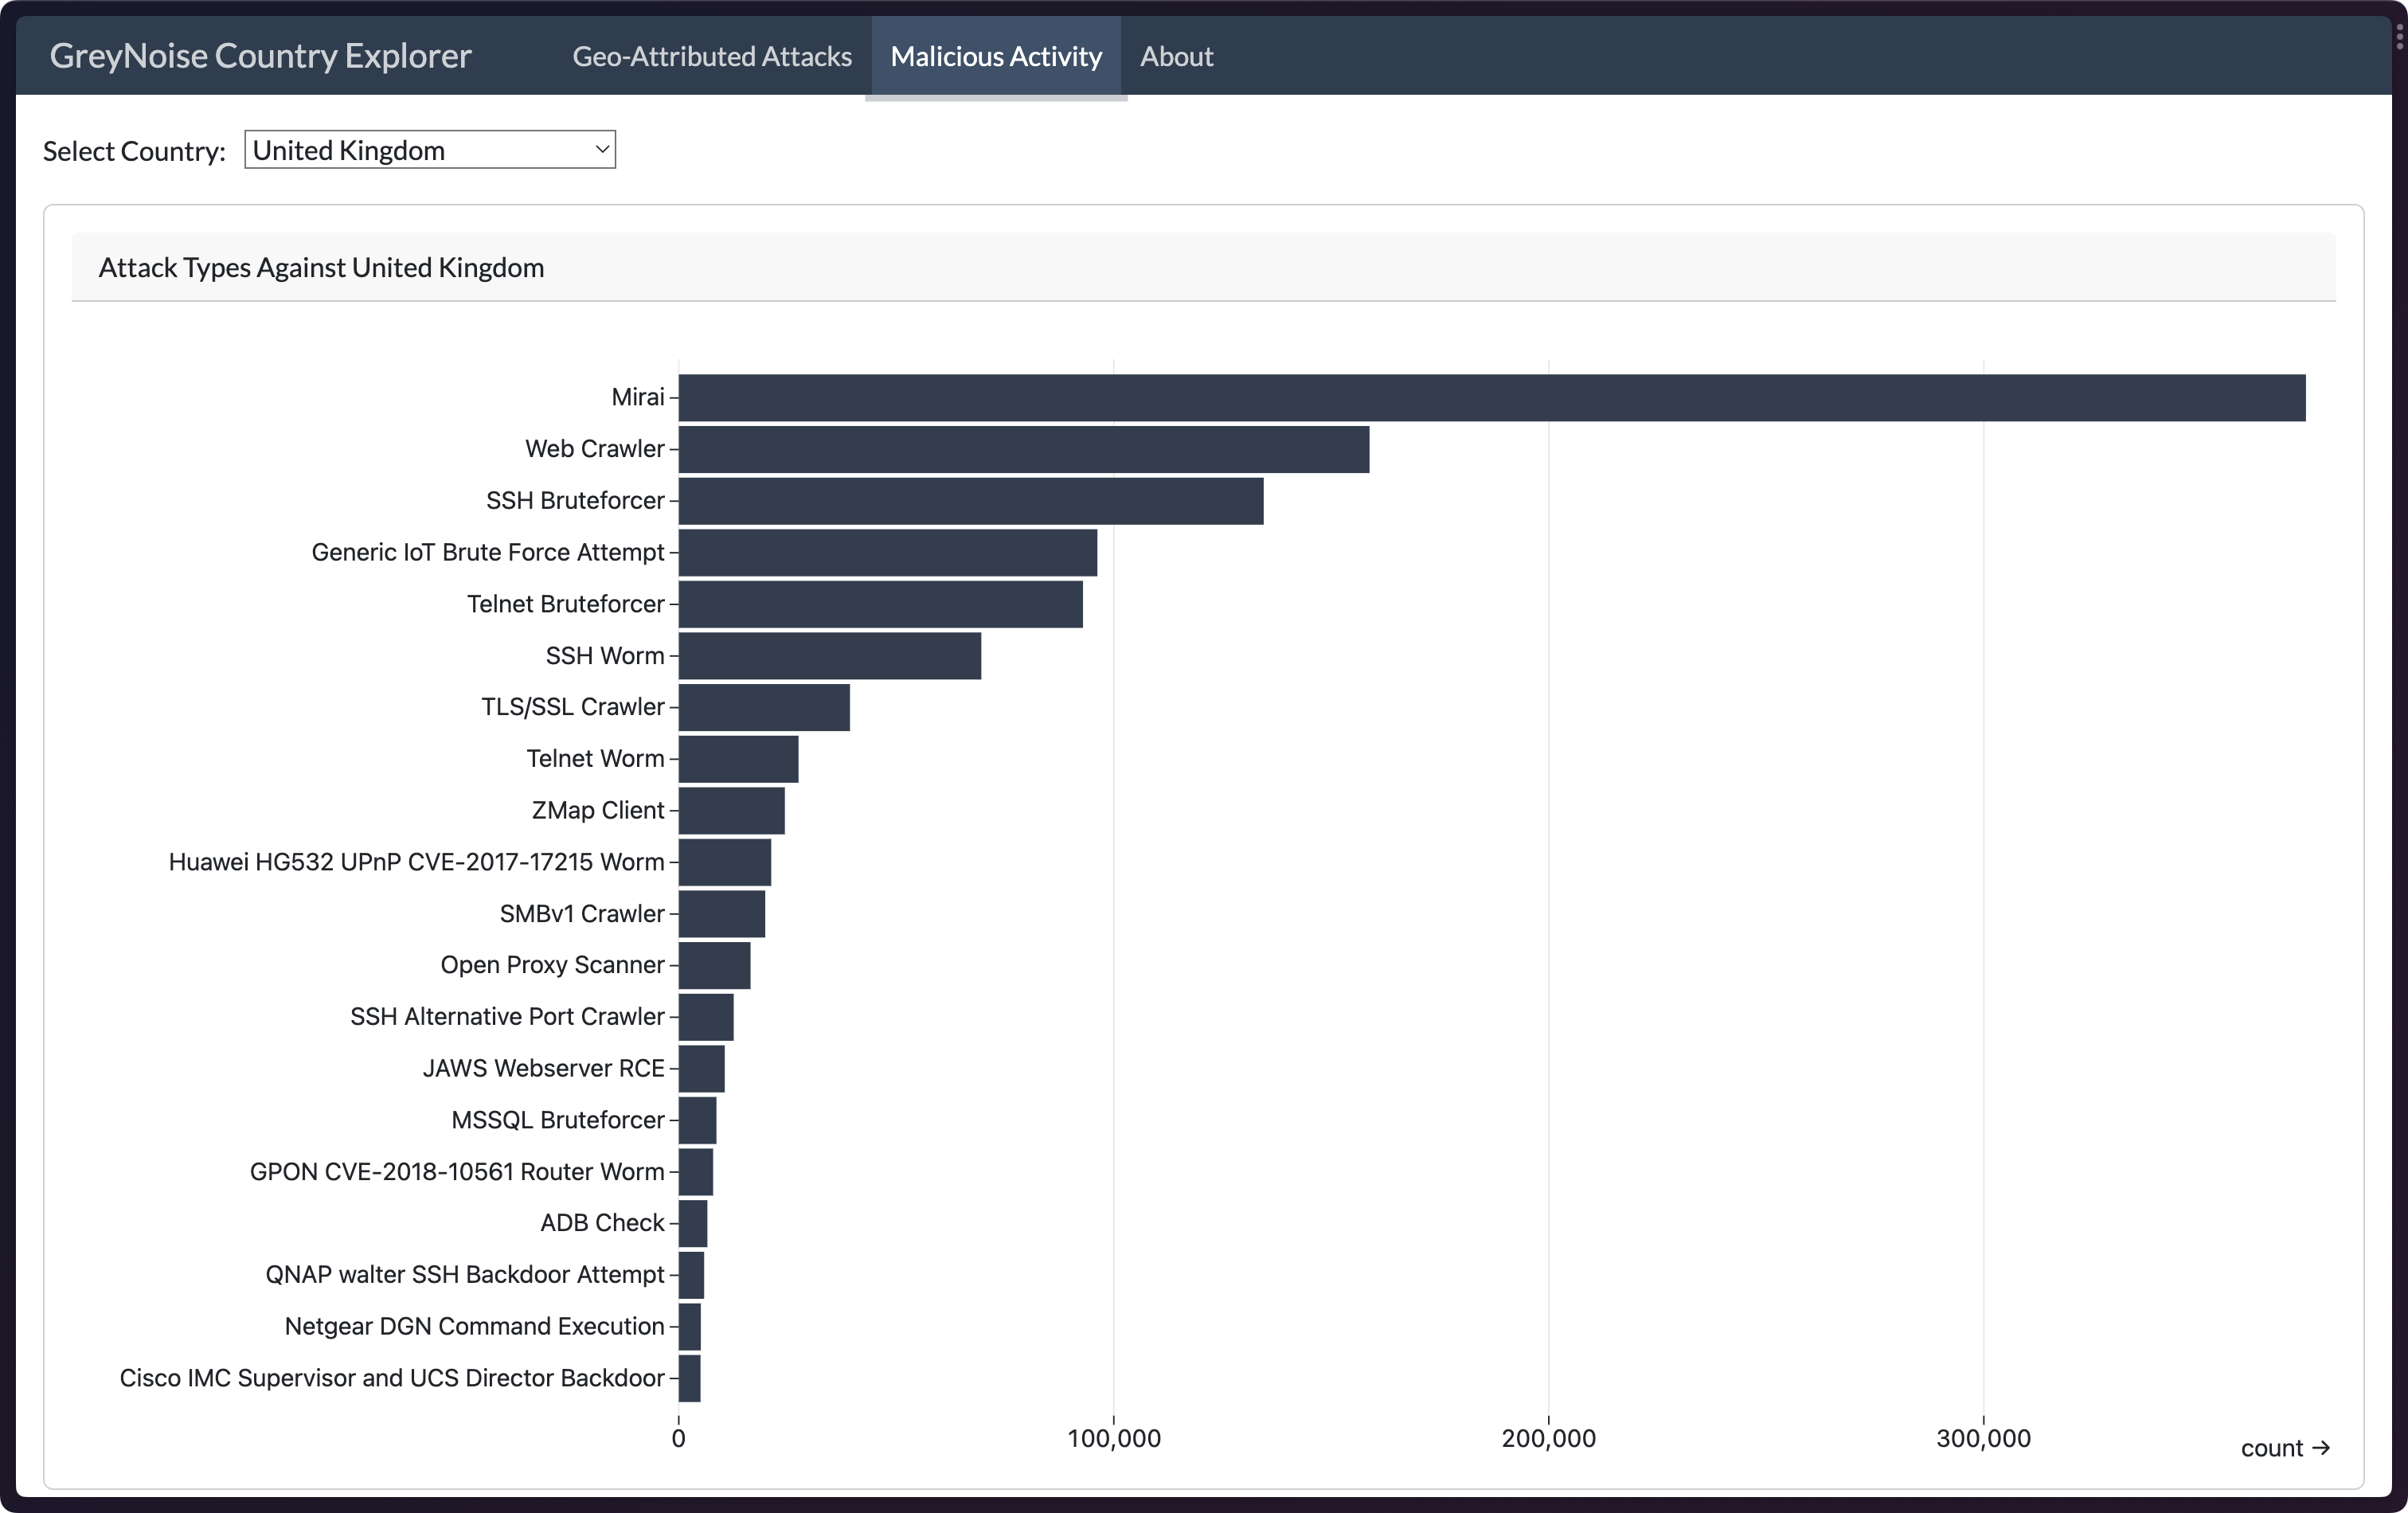 GreyNoise Country Explorer Geo-Attributed Attacks Malicious Activity About
Select Country: United Kingdom
Attack Types Against United Kingdom
Mirai
Web Crawler
SSH Bruteforcer
Generic IoT Brute Force Attempt
Telnet Bruteforcer
SSH Worm
TLS/SSL Crawler
Telnet Worm
ZMap Client
Huawei HG532 UPnP CVE-2017-17215 Worm
SMBv1 Crawler
Open Proxy Scanner
SSH Alternative Port Crawler
JAWS Webserver RCE
MSSQL Bruteforcer
GPON CVE-2018-10561 Router Worm
ADB Check
QNAP walter SSH Backdoor Attempt
Netgear DGN Command Execution
Cisco IMC Supervisor and UCS Director Backdoor
0 100,000 200,000 300,000
count →